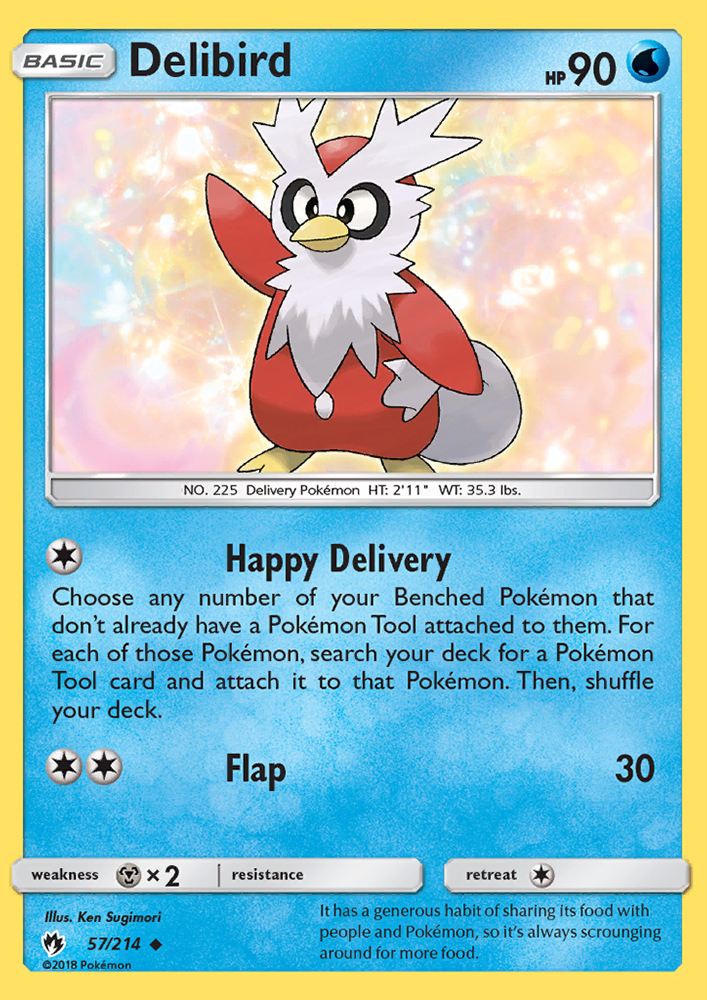 BASIC Delibird HP 90
NO. 225 Delivery Pokémon HT: 2'11" WT: 35.3 lbs.
Happy Delivery
Choose any number of your Benched Pokémon that
don't already have a Pokémon Tool attached to them. For
each of those Pokémon, search your deck for a Pokémon
Tool card and attach it to that Pokémon. Then, shuffle
your deck.
Flap 30
weakness ×2 resistance retreat
Illus. Ken Sugimori
57/214
©2018 Pokémon
It has a generous habit of sharing its food with
people and Pokémon, so it's always scrounging
around for more food.